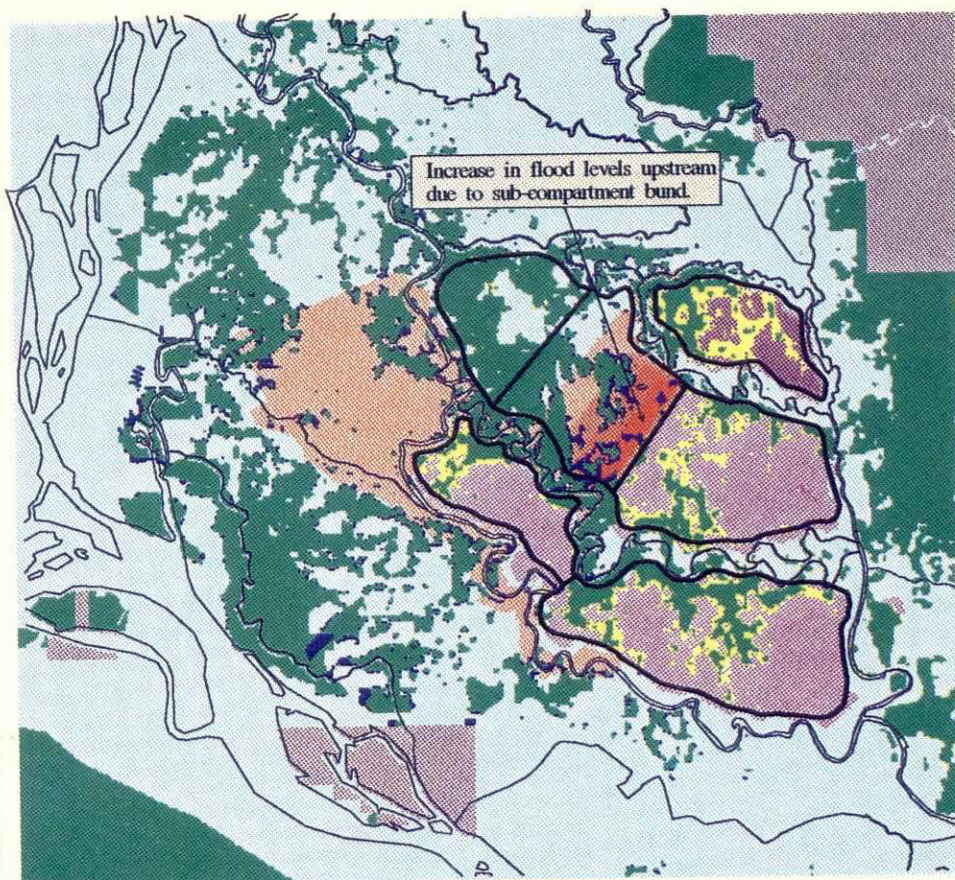 Increase in flood levels upstream
due to sub-compartment bund.